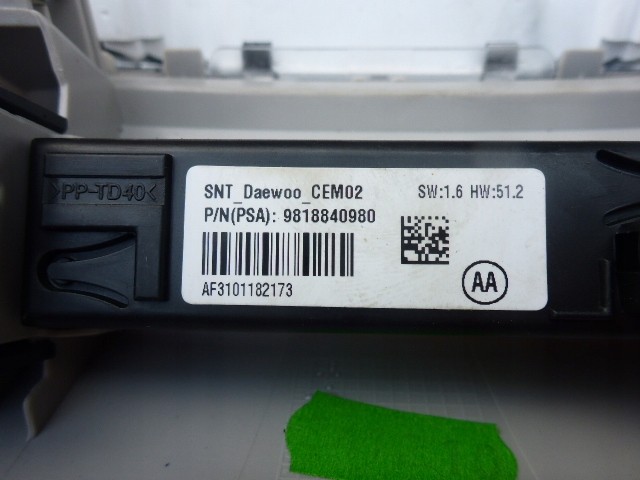 >PP-TD40<
SNT_Daewoo_CEM02 SW:1.6 HW:51.2
P/N(PSA): 9818840980
AF3101182173
AA